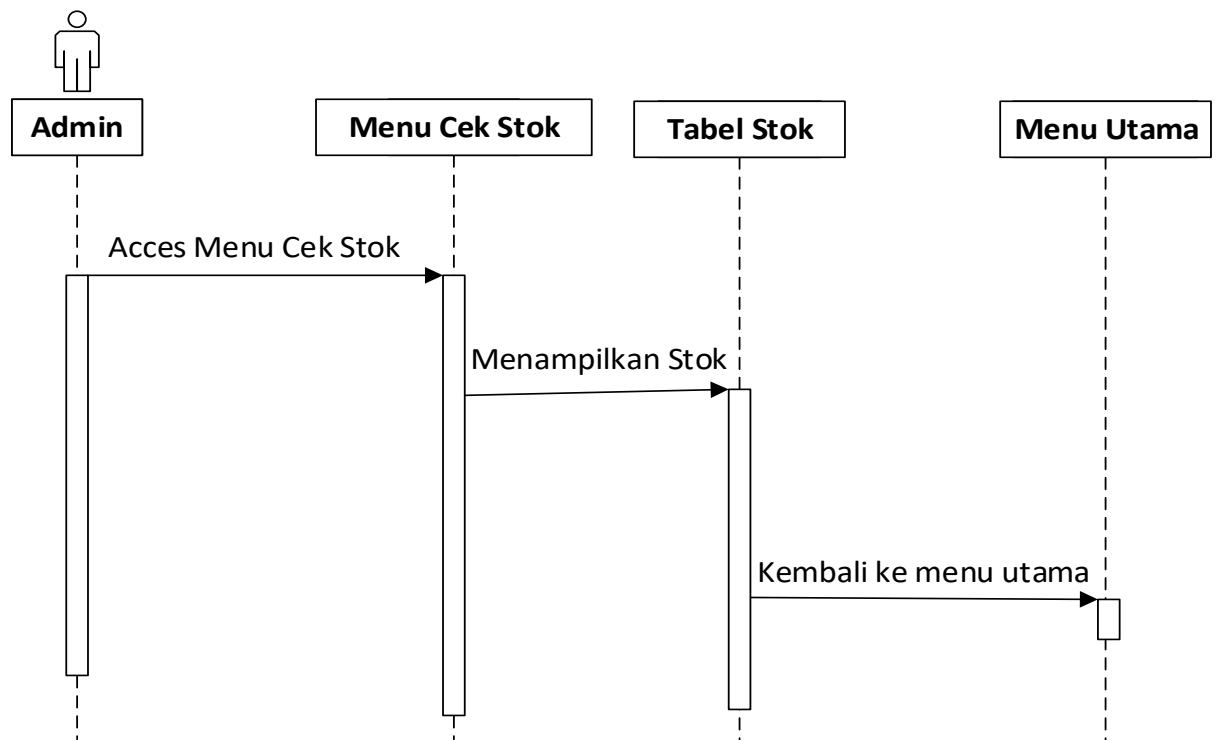 Admin
Menu Cek Stok
Tabel Stok
Menu Utama
Acces Menu Cek Stok
Menampilkan Stok
Kembali ke menu utama